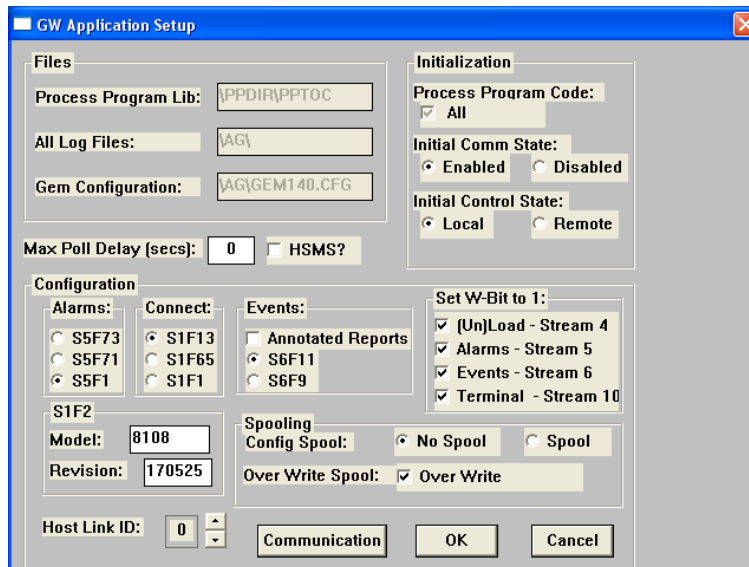 GW Application Setup
Files
Process Program Lib: \PPDIR\PPTOC
All Log Files: \AG\
Gem Configuration: \AG\GEM140.CFG
Initialization
Process Program Code:
All
Initial Comm State:
Enabled Disabled
Initial Control State:
Local Remote
Max Poll Delay (secs): 0 HSMS?
Configuration
Alarms:
S5F73
S5F71
S5F1
Connect:
S1F13
S1F65
S1F1
Events:
Annotated Reports
S6F11
S6F9
Set W-Bit to 1:
(Un)Load - Stream 4
Alarms - Stream 5
Events - Stream 6
Terminal - Stream 10
S1F2
Model: 8108
Revision: 170525
Spooling
Config Spool: No Spool Spool
Over Write Spool: Over Write
Host Link ID: 0
Communication OK Cancel